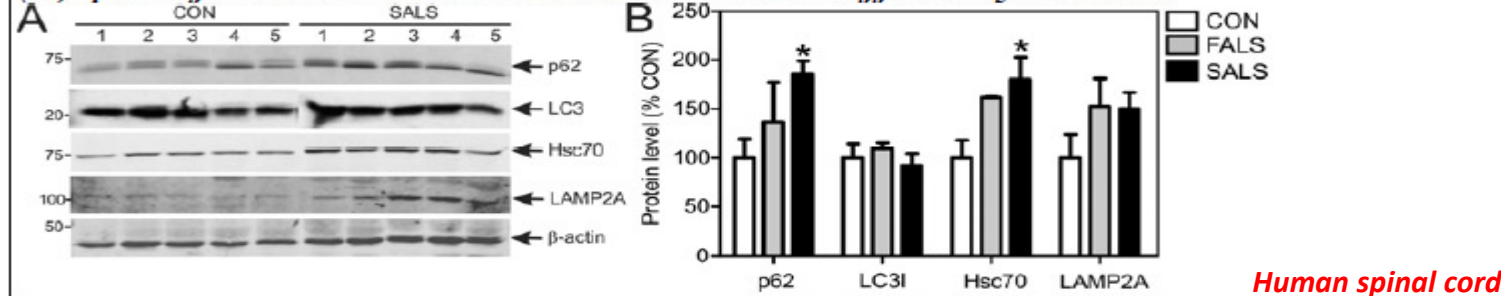 A
CON SALS
1 2 3 4 5 1 2 3 4 5
75- p62
20- LC3
75- Hsc70
100- LAMP2A
50-
β-actin
B
250
200
150
100
50
0
Protein level (% CON)
* *
p62 LC3I Hsc70 LAMP2A
CON
FALS
SALS
Human spinal cord